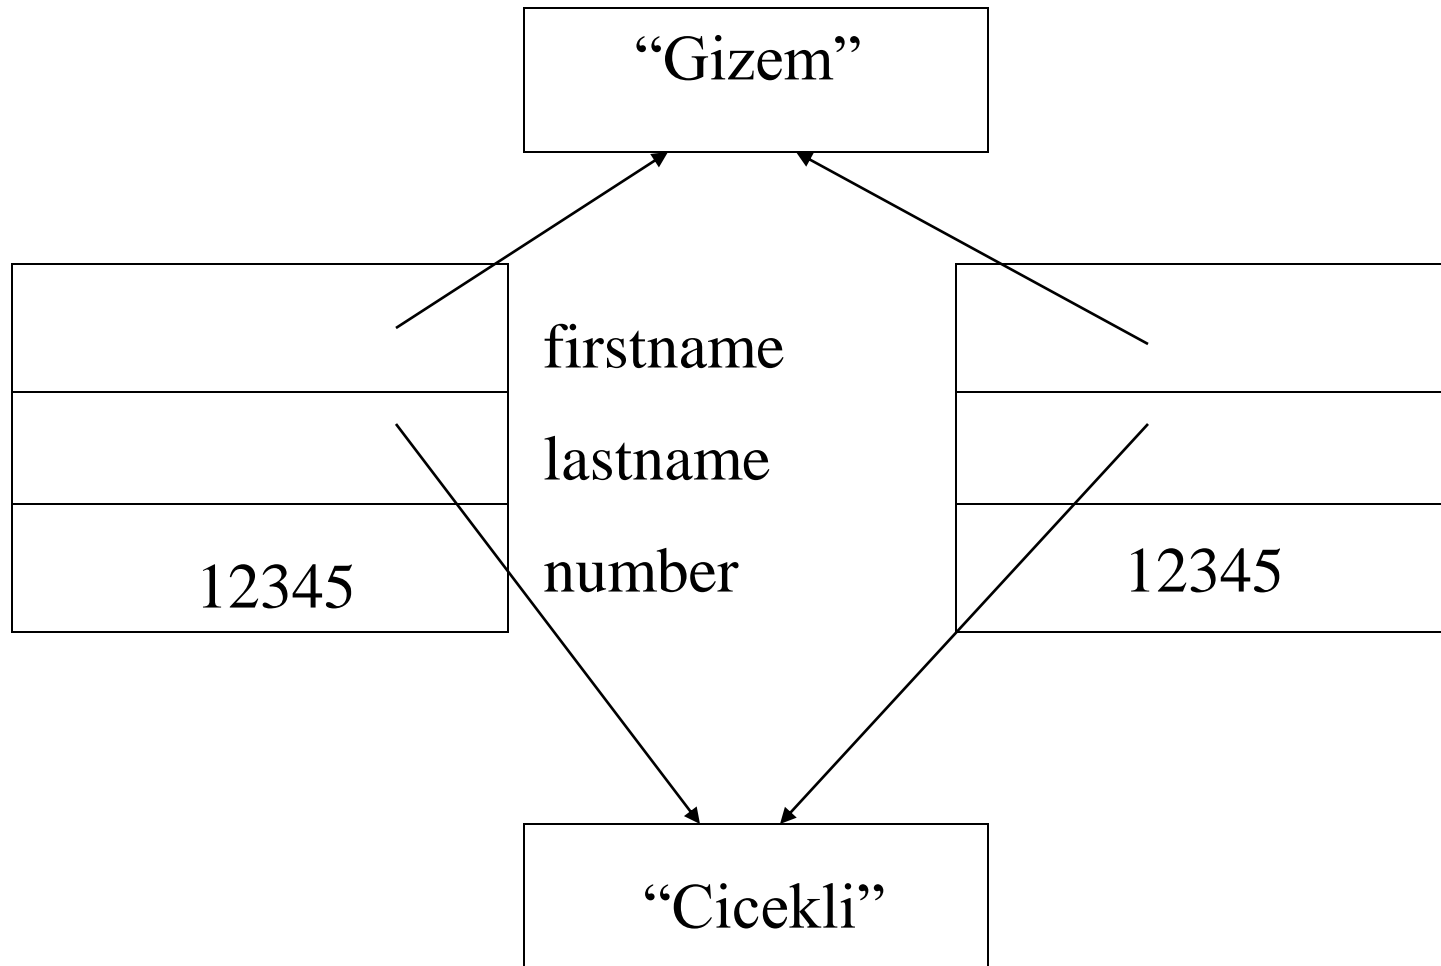 “Gizem”
firstname
lastname
12345
number
12345
“Cicekli”